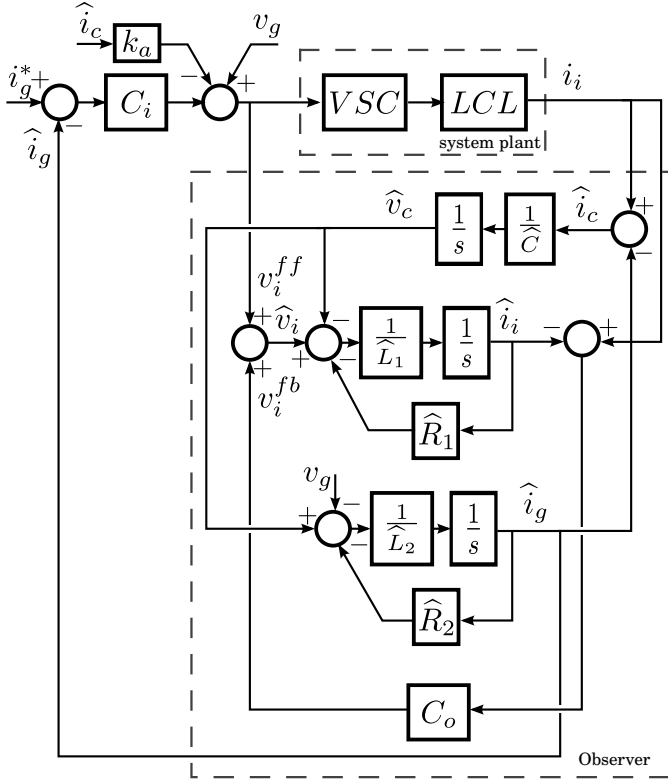 î_c
k_a
v_g
i_g^* +
−
+
C_i
−
î_g
VSC
LCL
system plant
i_i
v̂_c
1/s
1/Ĉ
î_c
+
−
v_i^{ff}
+
v̂_i
+
v_i^{fb}
−
+
−
1/L̂_1
1/s
î_i
−
+
R̂_1
v_g
−
+
−
1/L̂_2
1/s
î_g
R̂_2
C_o
Observer